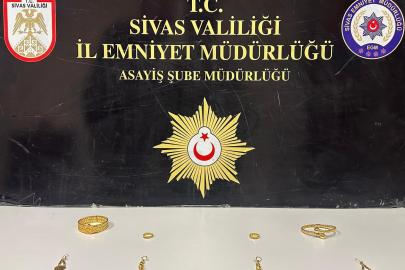 T.C.
SİVAS VALİLİĞİ
İL EMNİYET MÜDÜRLÜĞÜ
ASAYİŞ ŞUBE MÜDÜRLÜĞÜ
T.C.
SİVAS VALİLİĞİ
SİVAS EMNİYET MÜDÜRLÜĞÜ
EGM